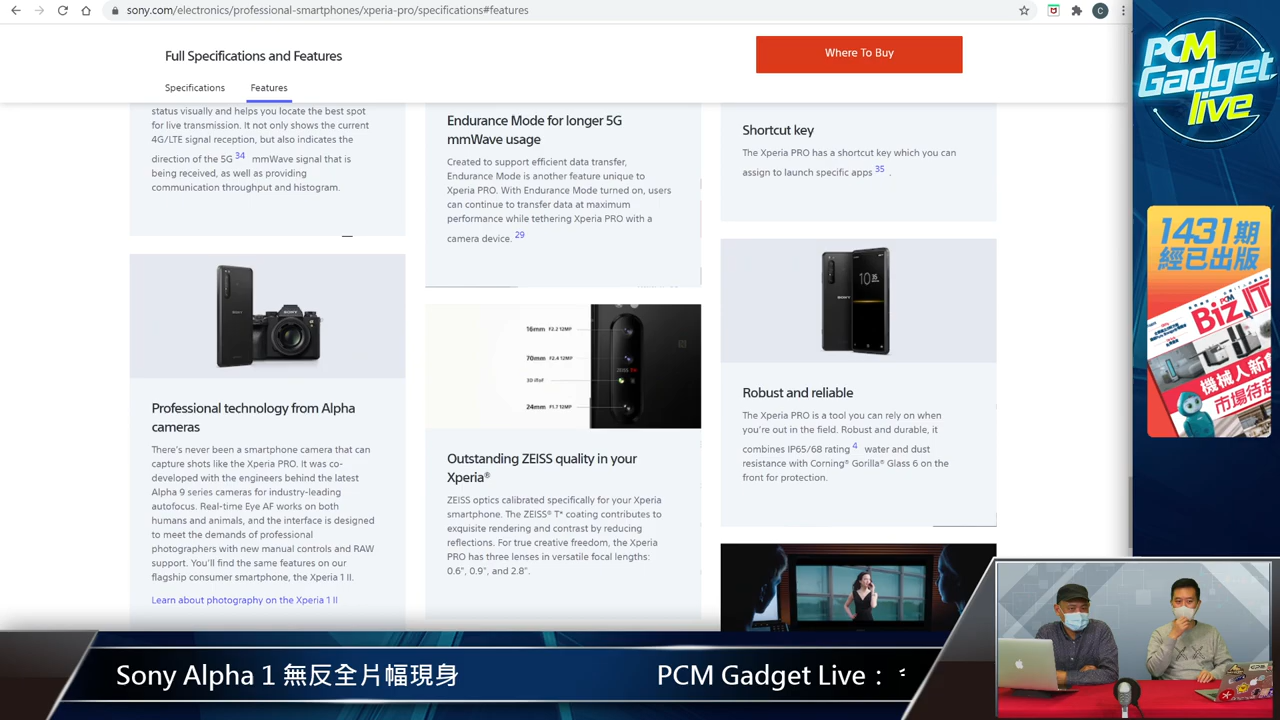 sony.com/electronics/professional-smartphones/xperia-pro/specifications#features
Full Specifications and Features
Where To Buy
Specifications
Features
status visually and helps you locate the best spot
for live transmission. It not only shows the current
4G/LTE signal reception, but also indicates the
direction of the 5G 34 mmWave signal that is
being received, as well as providing
communication throughput and histogram.
Endurance Mode for longer 5G
mmWave usage
Created to support efficient data transfer,
Endurance Mode is another feature unique to
Xperia PRO. With Endurance Mode turned on, users
can continue to transfer data at maximum
performance while tethering Xperia PRO with a
camera device. 29
Shortcut key
The Xperia PRO has a shortcut key which you can
assign to launch specific apps 35 .
SONY
Professional technology from Alpha
cameras
There's never been a smartphone camera that can
capture shots like the Xperia PRO. It was co-
developed with the engineers behind the latest
Alpha 9 series cameras for industry-leading
autofocus. Real-time Eye AF works on both
humans and animals, and the interface is designed
to meet the demands of professional
photographers with new manual controls and RAW
support. You'll find the same features on our
flagship consumer smartphone, the Xperia 1 II.
Learn about photography on the Xperia 1 II
16mm F2.2 12MP
70mm F2.4 12MP
3D iToF
24mm F1.7 12MP
ZEISS
Outstanding ZEISS quality in your
Xperia®
ZEISS optics calibrated specifically for your Xperia
smartphone. The ZEISS® T* coating contributes to
exquisite rendering and contrast by reducing
reflections. For true creative freedom, the Xperia
PRO has three lenses in versatile focal lengths:
0.6", 0.9", and 2.8".
SONY
10 35
Robust and reliable
The Xperia PRO is a tool you can rely on when
you're out in the field. Robust and durable, it
combines IP65/68 rating 4 water and dust
resistance with Corning® Gorilla® Glass 6 on the
front for protection.
PCM
Gadget
live
1431期
經已出版
PCM
Biz.IT
機械人新
市場待
Sony Alpha 1 無反全片幅現身
PCM Gadget Live：